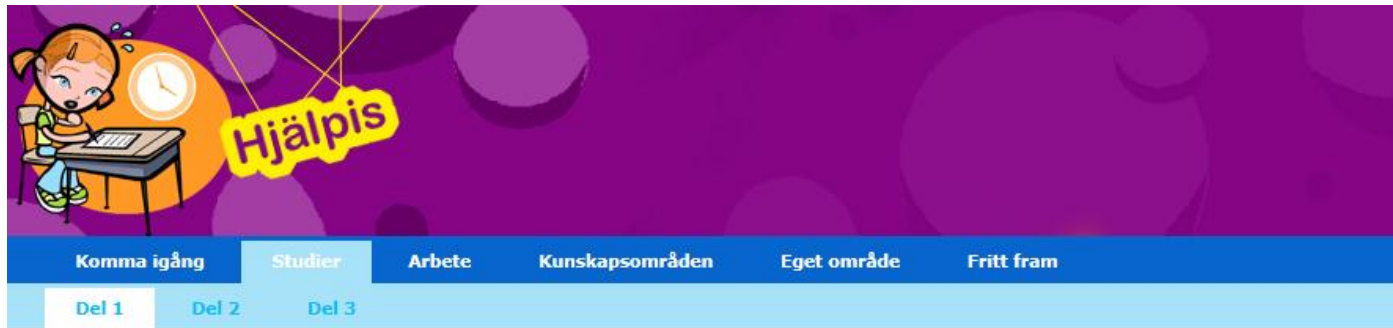 Hjälpis
Komma igång Studier Arbete Kunskapsområden Eget område Fritt fram
Del 1 Del 2 Del 3